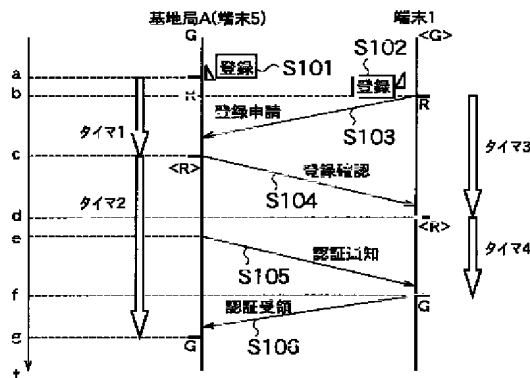 基地局A(端末5)
端末1
G
<G>
登録
S101
S102
登録
a
b
R
R
登録申請
S103
タイマ1
タイマ3
c
<R>
登録確認
タイマ2
S104
d
<R>
e
認証通知
タイマ4
S105
f
G
認証受領
g
G
S106
t